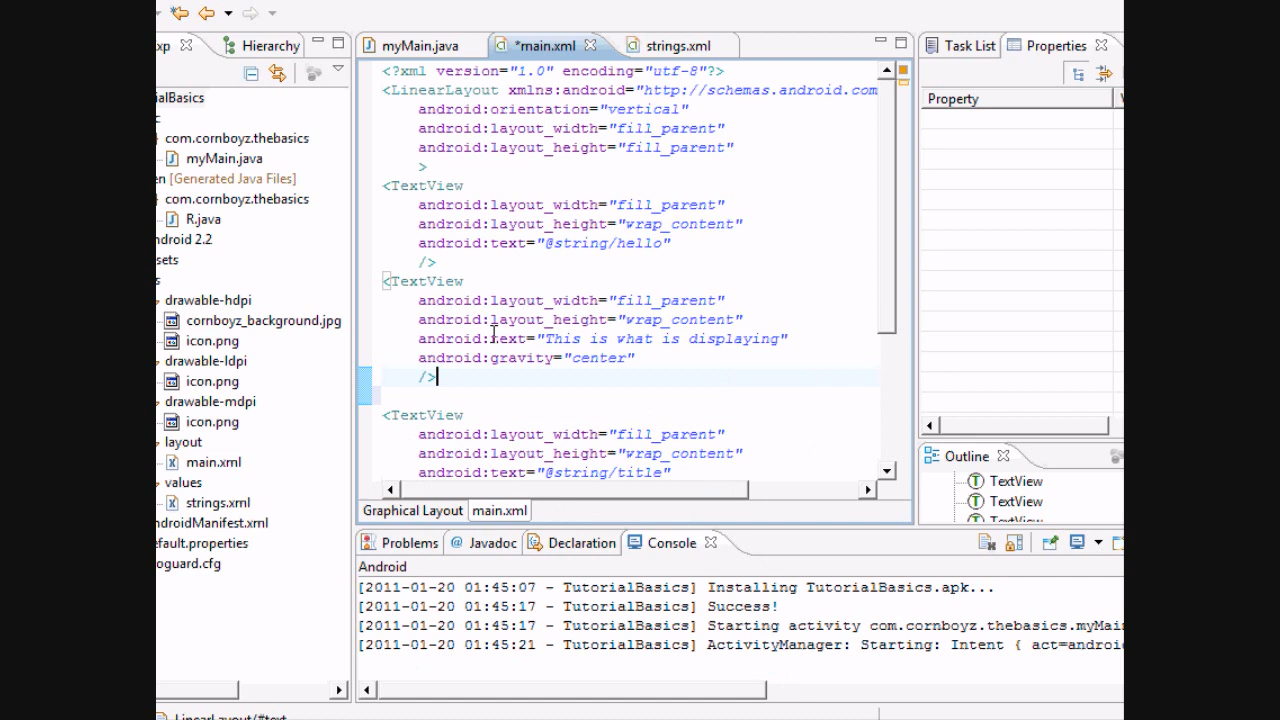 xp Hierarchy
ialBasics
c
com.cornboyz.thebasics
myMain.java
en [Generated Java Files]
com.cornboyz.thebasics
R.java
ndroid 2.2
sets
s
drawable-hdpi
cornboyz_background.jpg
icon.png
drawable-ldpi
icon.png
drawable-mdpi
icon.png
layout
main.xml
values
strings.xml
ndroidManifest.xml
efault.properties
oguard.cfg
myMain.java *main.xml strings.xml
<?xml version="1.0" encoding="utf-8"?>
<LinearLayout xmlns:android="http://schemas.android.com
android:orientation="vertical"
android:layout_width="fill_parent"
android:layout_height="fill_parent"
>
<TextView
android:layout_width="fill_parent"
android:layout_height="wrap_content"
android:text="@string/hello"
/>
<TextView
android:layout_width="fill_parent"
android:layout_height="wrap_content"
android:text="This is what is displaying"
android:gravity="center"
/>
<TextView
android:layout_width="fill_parent"
android:layout_height="wrap_content"
android:text="@string/title"
Graphical Layout main.xml
Task List Properties
Property
Outline
TextView
TextView
TextView
Problems @ Javadoc Declaration Console
Android
[2011-01-20 01:45:07 - TutorialBasics] Installing TutorialBasics.apk...
[2011-01-20 01:45:17 - TutorialBasics] Success!
[2011-01-20 01:45:17 - TutorialBasics] Starting activity com.cornboyz.thebasics.myMai
[2011-01-20 01:45:21 - TutorialBasics] ActivityManager: Starting: Intent { act=androi
LinearLayout/#text